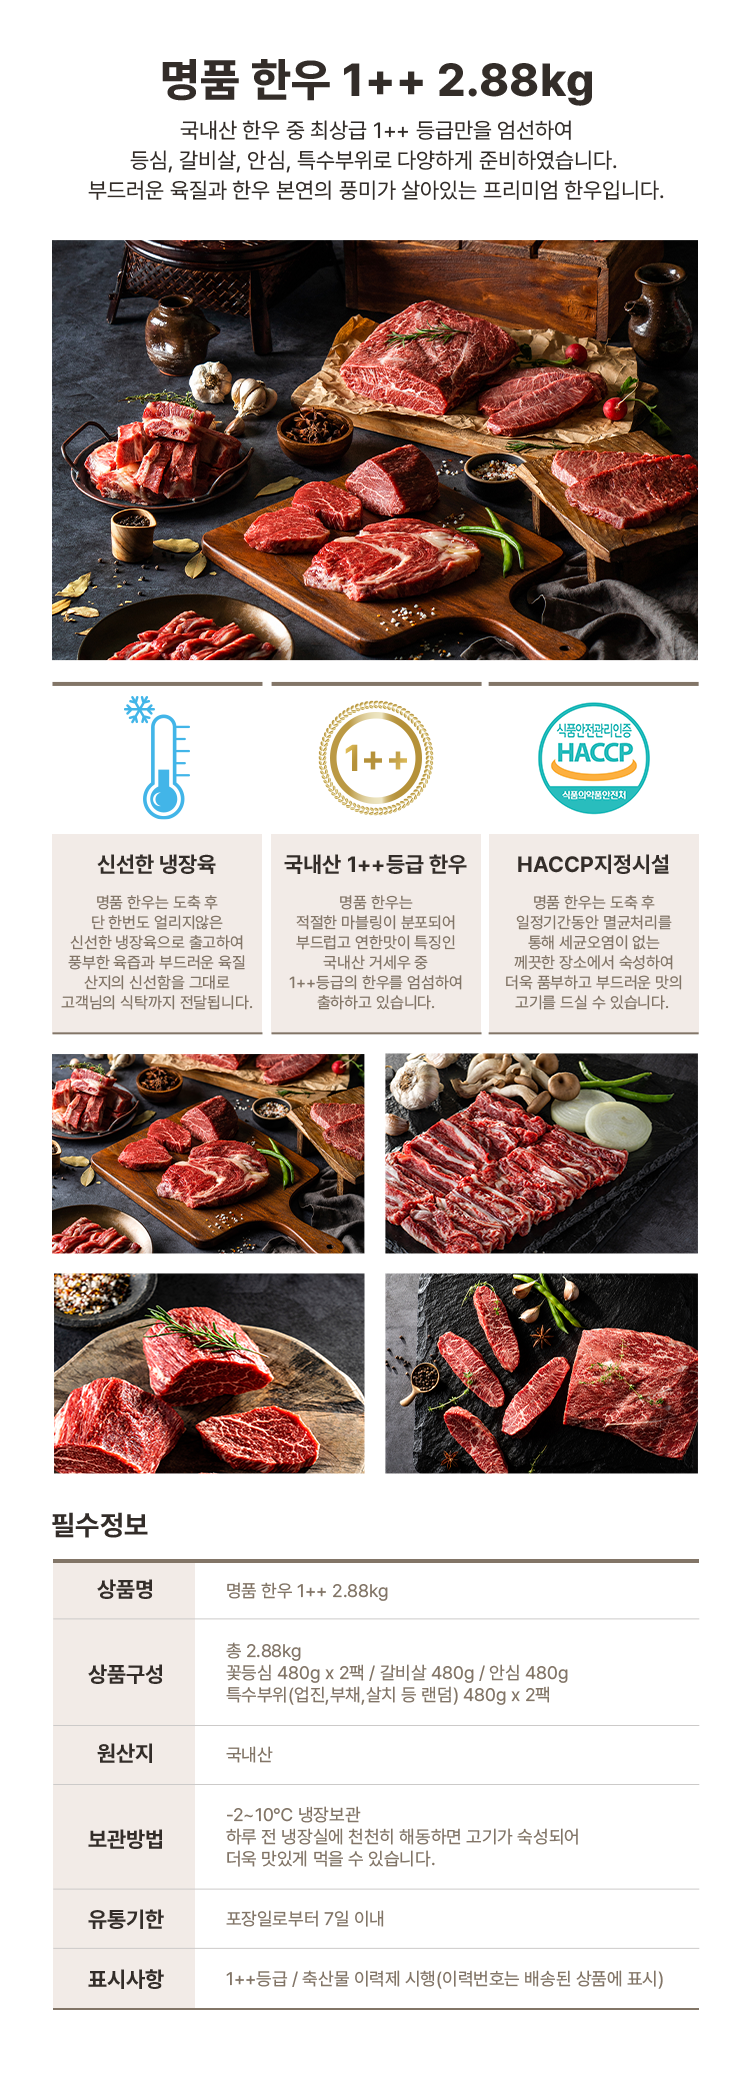 명품 한우 1++ 2.88kg
국내산 한우 중 최상급 1++ 등급만을 엄선하여
등심, 갈비살, 안심, 특수부위로 다양하게 준비하였습니다.
부드러운 육질과 한우 본연의 풍미가 살아있는 프리미엄 한우입니다.
1++
식품안전관리인증
HACCP
식품의약품안전처
신선한 냉장육
명품 한우는 도축 후
단 한번도 얼리지않은
신선한 냉장육으로 출고하여
풍부한 육즙과 부드러운 육질
산지의 신선함을 그대로
고객님의 식탁까지 전달됩니다.
국내산 1++등급 한우
명품 한우는
적절한 마블링이 분포되어
부드럽고 연한맛이 특징인
국내산 거세우 중
1++등급의 한우를 엄섬하여
출하하고 있습니다.
HACCP지정시설
명품 한우는 도축 후
일정기간동안 멸균처리를
통해 세균오염이 없는
깨끗한 장소에서 숙성하여
더욱 풍부하고 부드러운 맛의
고기를 드실 수 있습니다.
필수정보
상품명
명품 한우 1++ 2.88kg
상품구성
총 2.88kg
꽃등심 480g x 2팩 / 갈비살 480g / 안심 480g
특수부위(업진,부채,살치 등 랜덤) 480g x 2팩
원산지
국내산
보관방법
-2~10℃ 냉장보관
하루 전 냉장실에 천천히 해동하면 고기가 숙성되어
더욱 맛있게 먹을 수 있습니다.
유통기한
포장일로부터 7일 이내
표시사항
1++등급 / 축산물 이력제 시행(이력번호는 배송된 상품에 표시)